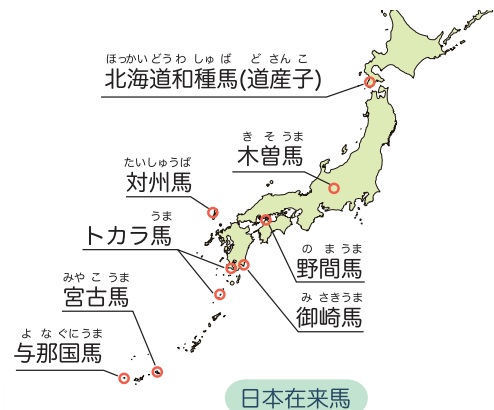 ほっかいどうわしゅば どさんこ
北海道和種馬(道産子)
きそうま
木曽馬
たいしゅうば
対州馬
うま
トカラ馬
のまうま
野間馬
みやこうま
宮古馬
みさきうま
御崎馬
よなぐにうま
与那国馬
日本在来馬